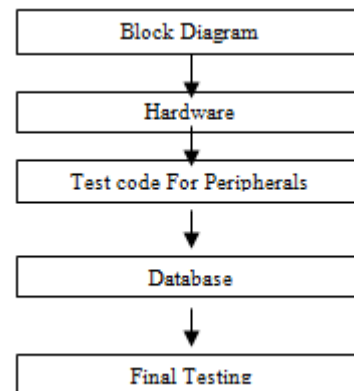 Block Diagram
Hardware
Test code For Peripherals
Database
Final Testing